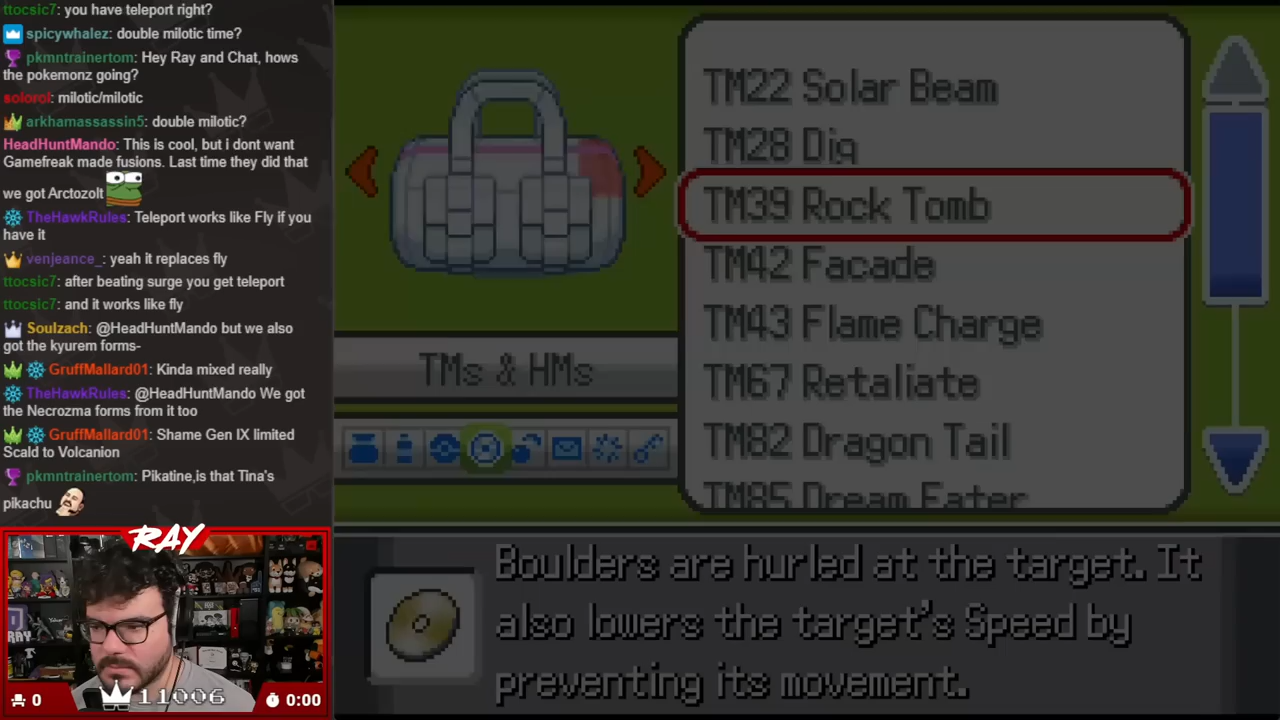 ttocsic7: you have teleport right?
spicywhalez: double milotic time?
pkmntrainertom: Hey Ray and Chat, hows
the pokemonz going?
solorol: milotic/milotic
arkhamassassin5: double milotic?
HeadHuntMando: This is cool, but i dont want
Gamefreak made fusions. Last time they did that
we got Arctozolt
TheHawkRules: Teleport works like Fly if you
have it
venjeance_: yeah it replaces fly
ttocsic7: after beating surge you get teleport
ttocsic7: and it works like fly
Soulzach: @HeadHuntMando but we also
got the kyurem forms-
GruffMallard01: Kinda mixed really
TheHawkRules: @HeadHuntMando We got
the Necrozma forms from it too
GruffMallard01: Shame Gen IX limited
Scald to Volcanion
pkmntrainertom: Pikatine,is that Tina's
pikachu
RAY
0
11006
0:00
TMs & HMs
TM22 Solar Beam
TM28 Dig
TM39 Rock Tomb
TM42 Facade
TM43 Flame Charge
TM67 Retaliate
TM82 Dragon Tail
TM85 Dream Eater
Boulders are hurled at the target. It
also lowers the target's Speed by
preventing its movement.